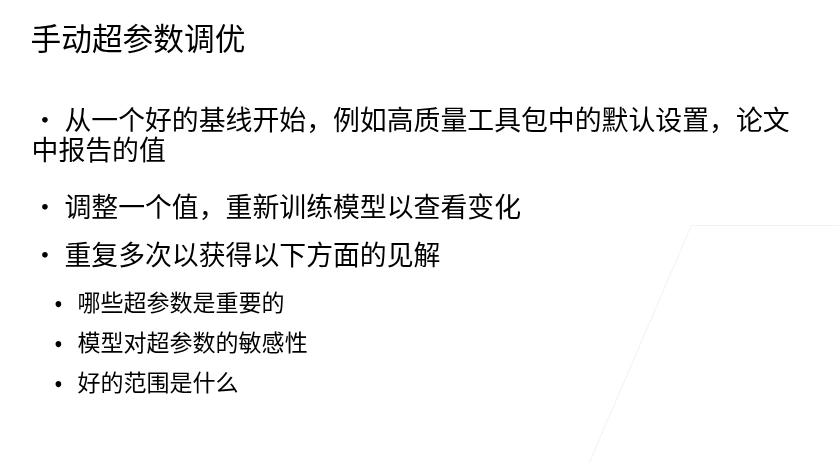 手动超参数调优
• 从一个好的基线开始，例如高质量工具包中的默认设置，论文
中报告的值
• 调整一个值，重新训练模型以查看变化
• 重复多次以获得以下方面的见解
• 哪些超参数是重要的
• 模型对超参数的敏感性
• 好的范围是什么